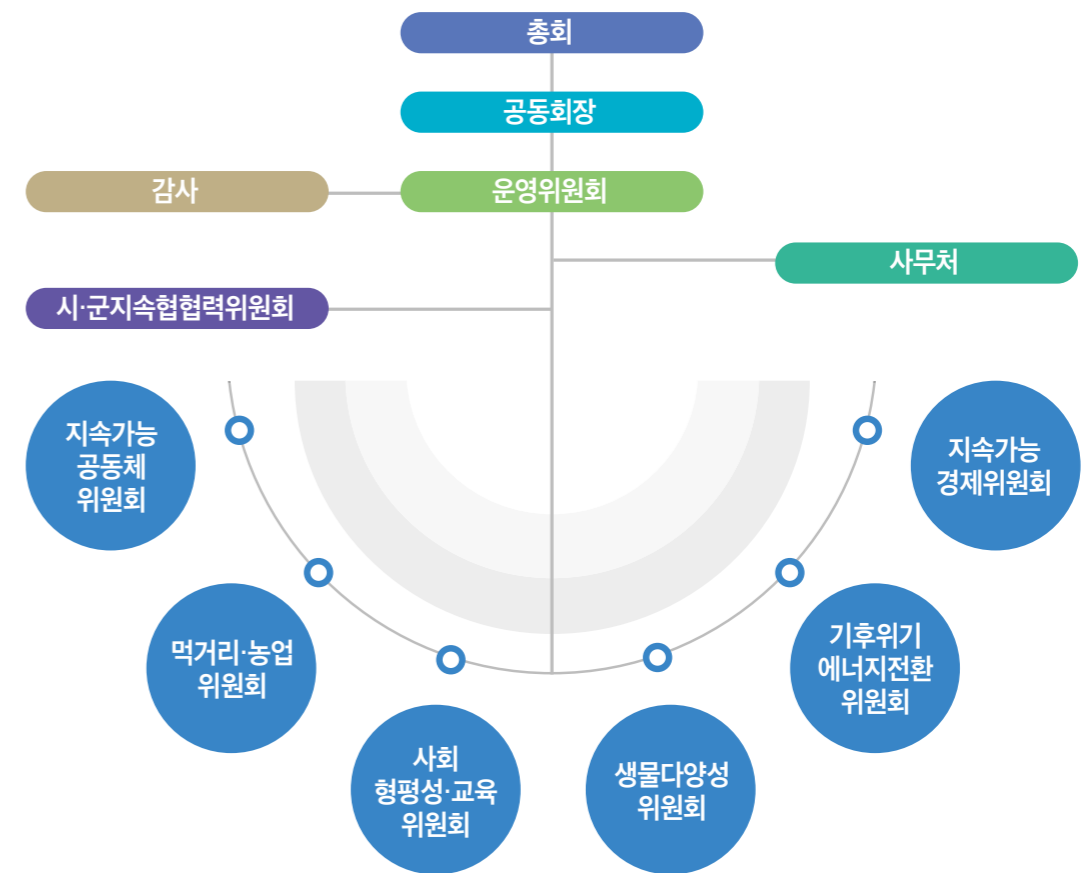 총회
공동회장
감사
운영위원회
사무처
시·군지속협협력위원회
지속가능
공동체
위원회
먹거리·농업
위원회
사회
형평성·교육
위원회
생물다양성
위원회
기후위기
에너지전환
위원회
지속가능
경제위원회